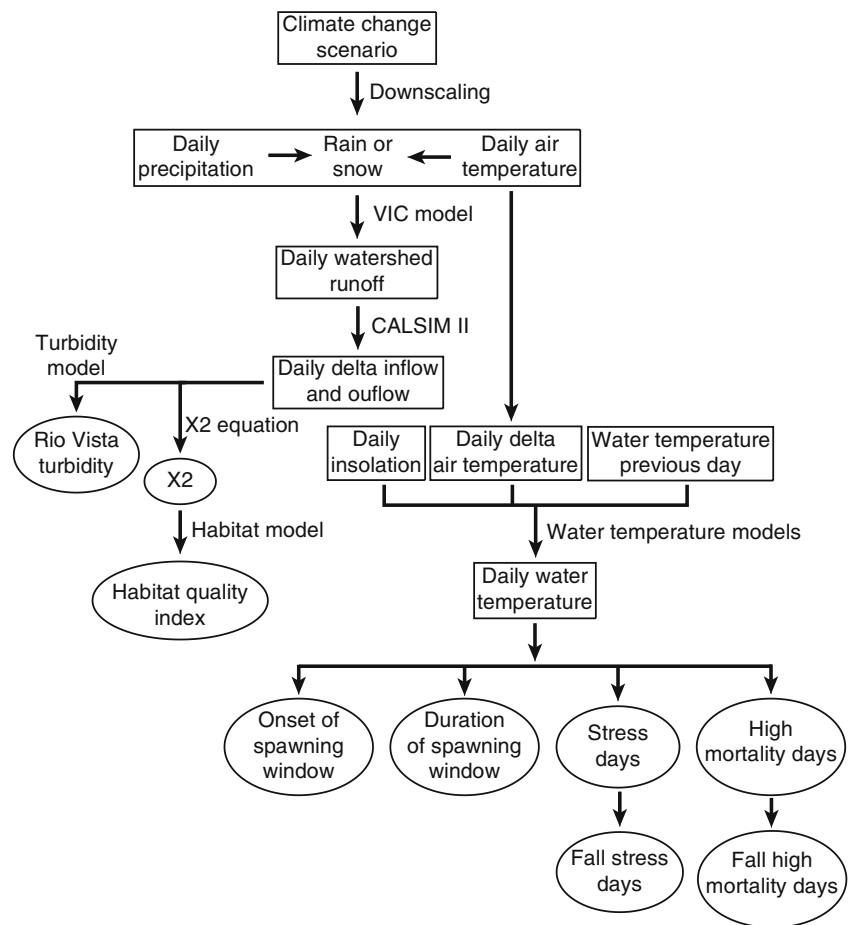 Climate change
scenario
Downscaling
Daily
precipitation
Rain or
snow
Daily air
temperature
VIC model
Daily watershed
runoff
CALSIM II
Turbidity
model
Daily delta inflow
and ouflow
X2 equation
Rio Vista
turbidity
X2
Daily
insolation
Daily delta
air temperature
Water temperature
previous day
Habitat model
Water temperature models
Habitat quality
index
Daily water
temperature
Onset of
spawning
window
Duration
of spawning
window
Stress
days
High
mortality days
Fall stress
days
Fall high
mortality days